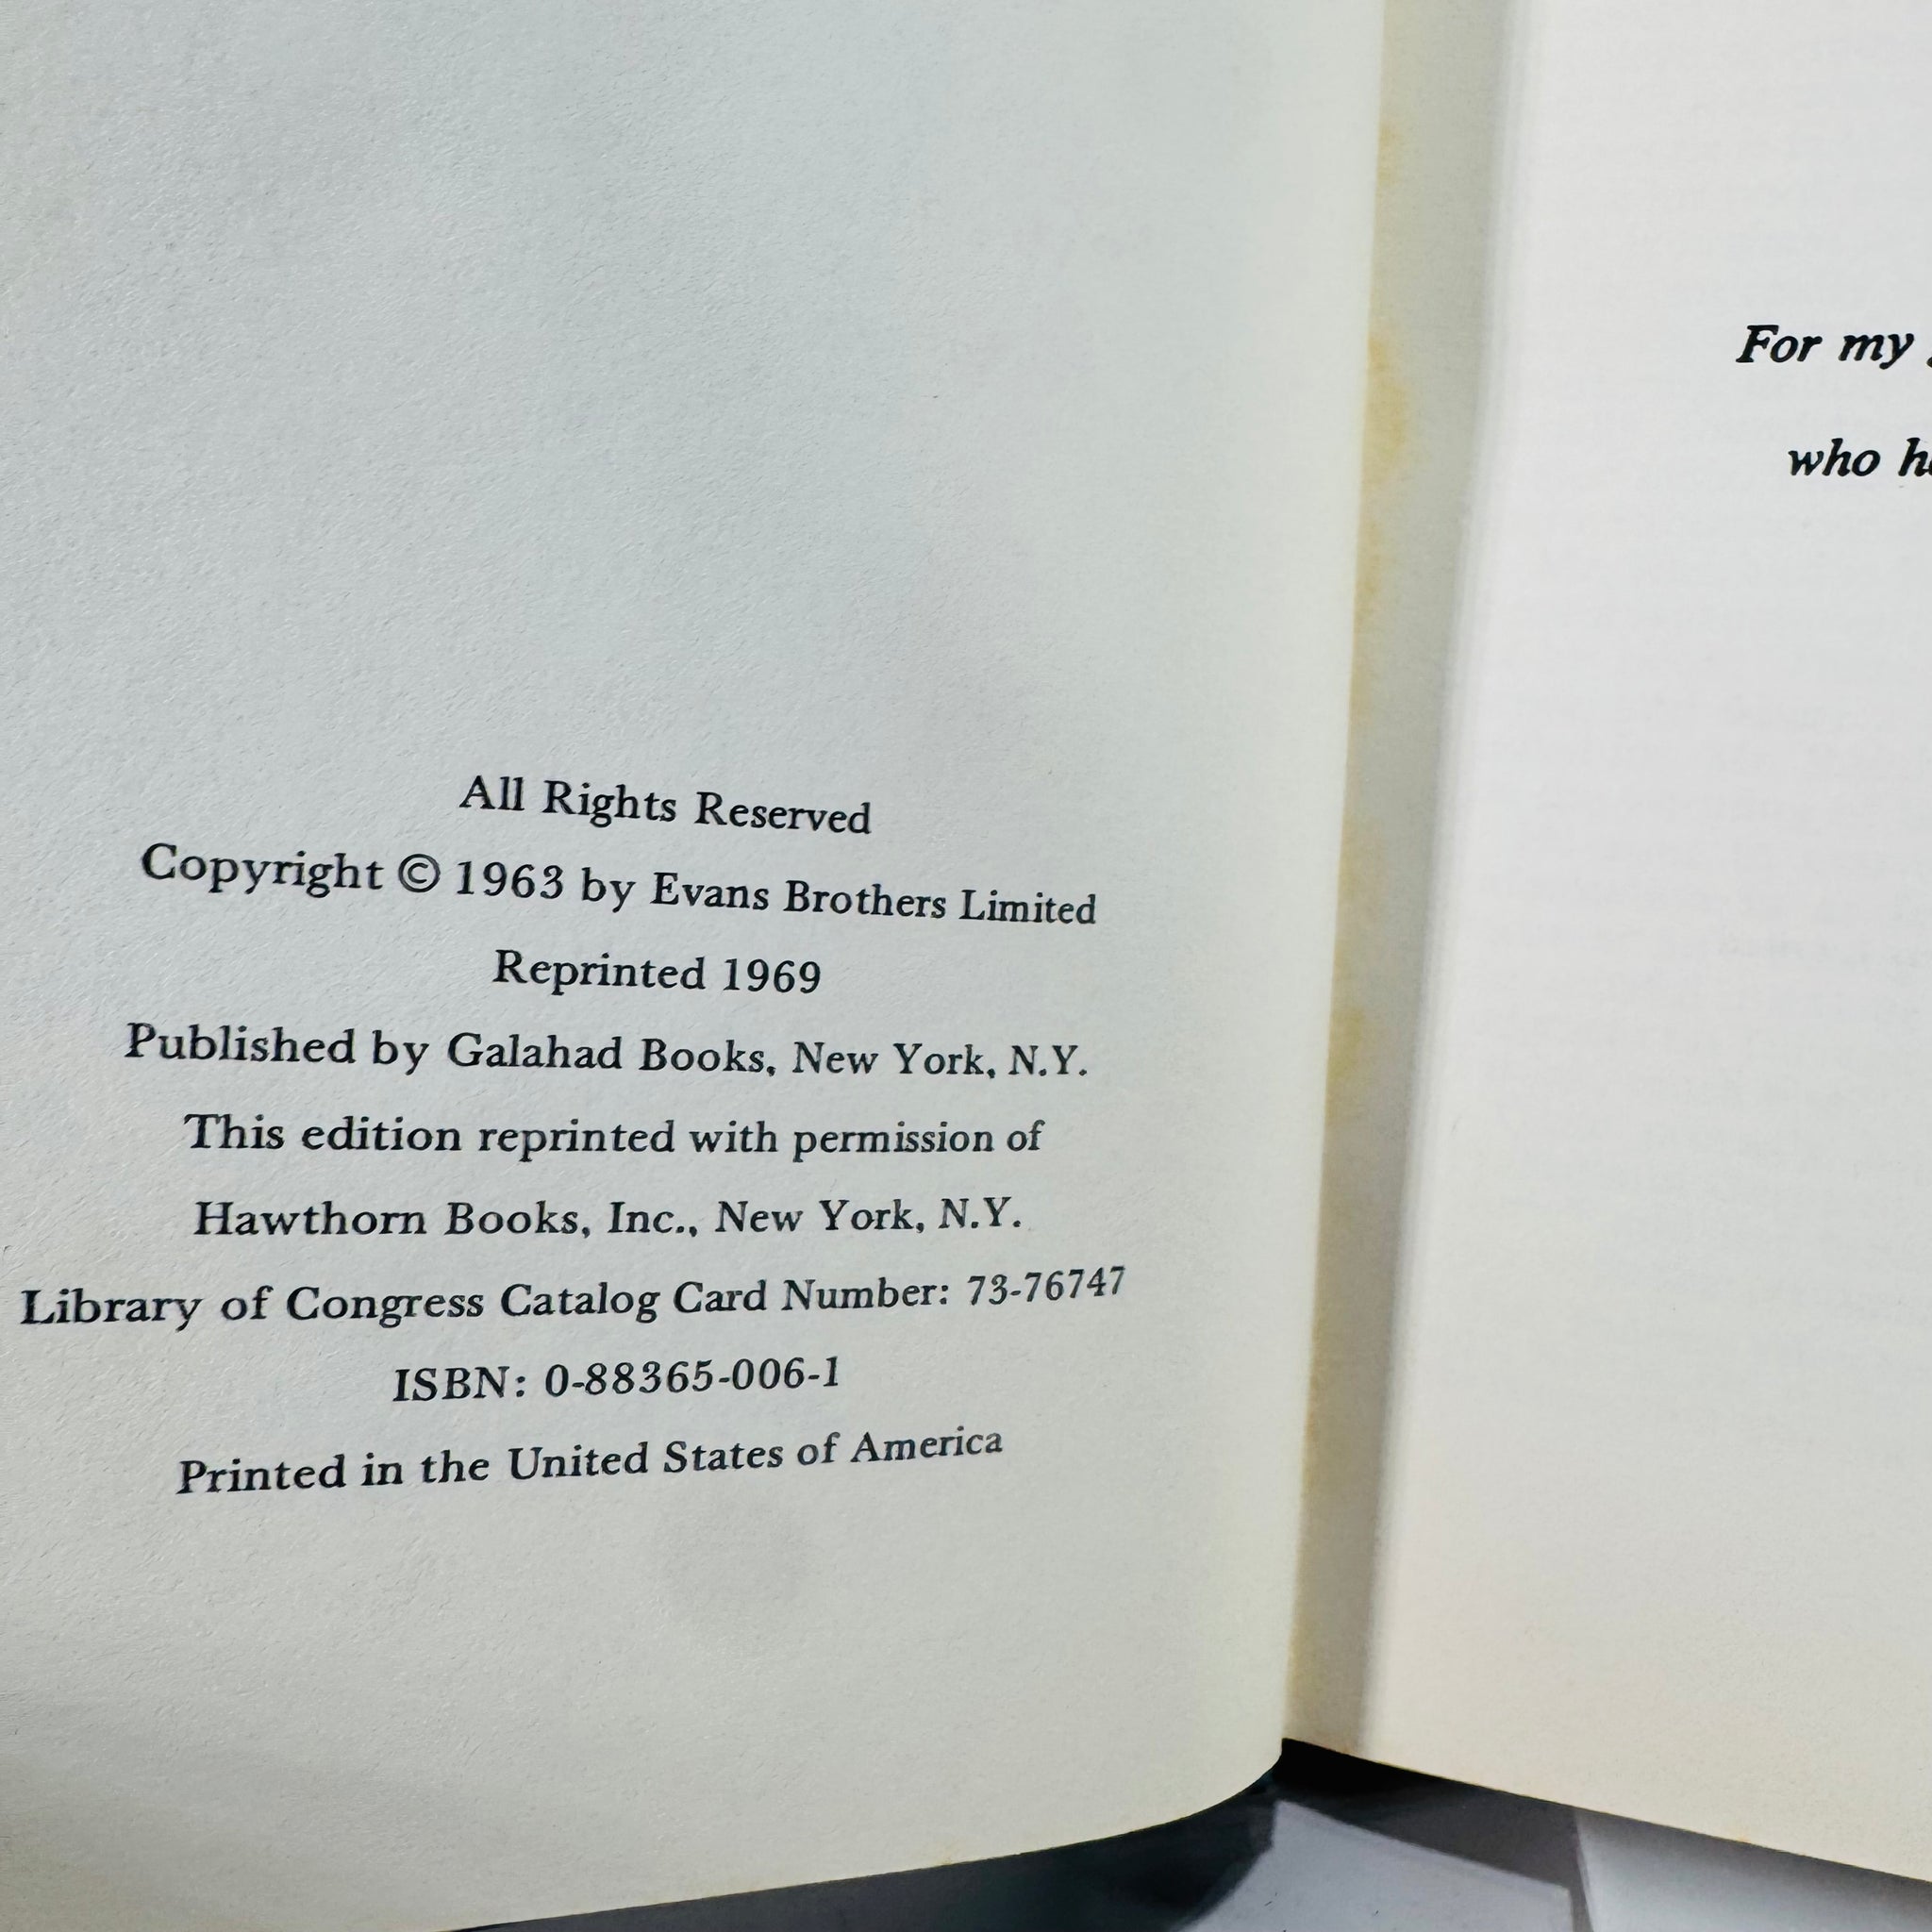 All Rights Reserved
Copyright © 1963 by Evans Brothers Limited
Reprinted 1969
Published by Galahad Books, New York, N.Y.
This edition reprinted with permission of
Hawthorn Books, Inc., New York, N.Y.
Library of Congress Catalog Card Number: 73-76747
ISBN: 0-88365-006-1
Printed in the United States of America
For my
who